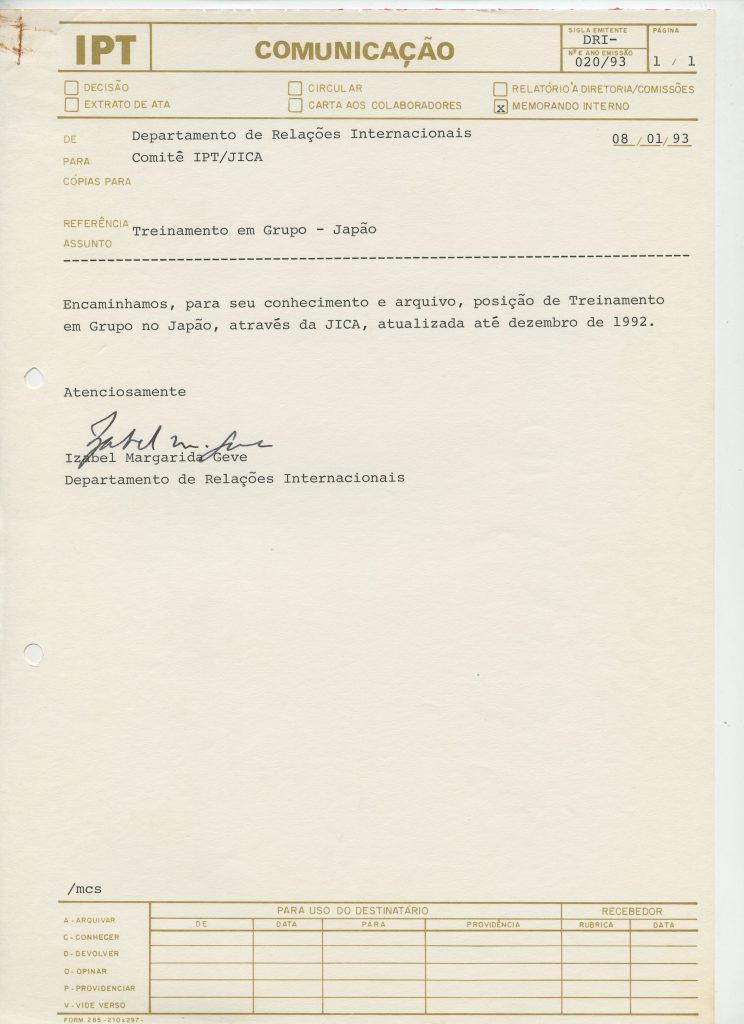 IPT
COMUNICAÇÃO
SIGLA EMITENTE
DRI-
Nº E ANO EMISSÃO
020/93
PÁGINA
1 / 1
DECISÃO
CIRCULAR
RELATÓRIO À DIRETORIA/COMISSÕES
EXTRATO DE ATA
CARTA AOS COLABORADORES
x MEMORANDO INTERNO
DE Departamento de Relações Internacionais
08 / 01 / 93
PARA Comitê IPT/JICA
CÓPIAS PARA
REFERÊNCIA
ASSUNTO
Treinamento em Grupo - Japão
Encaminhamos, para seu conhecimento e arquivo, posição de Treinamento
em Grupo no Japão, através da JICA, atualizada até dezembro de 1992.
Atenciosamente
Izabel Margarida Geve
Departamento de Relações Internacionais
/mcs
A - ARQUIVAR
C - CONHECER
D - DEVOLVER
O - OPINAR
P - PROVIDENCIAR
V - VIDE VERSO
PARA USO DO DESTINATÁRIO
RECEBEDOR
DE DATA PARA PROVIDÊNCIA RUBRICA DATA
FORM. 285 - 210x297 -